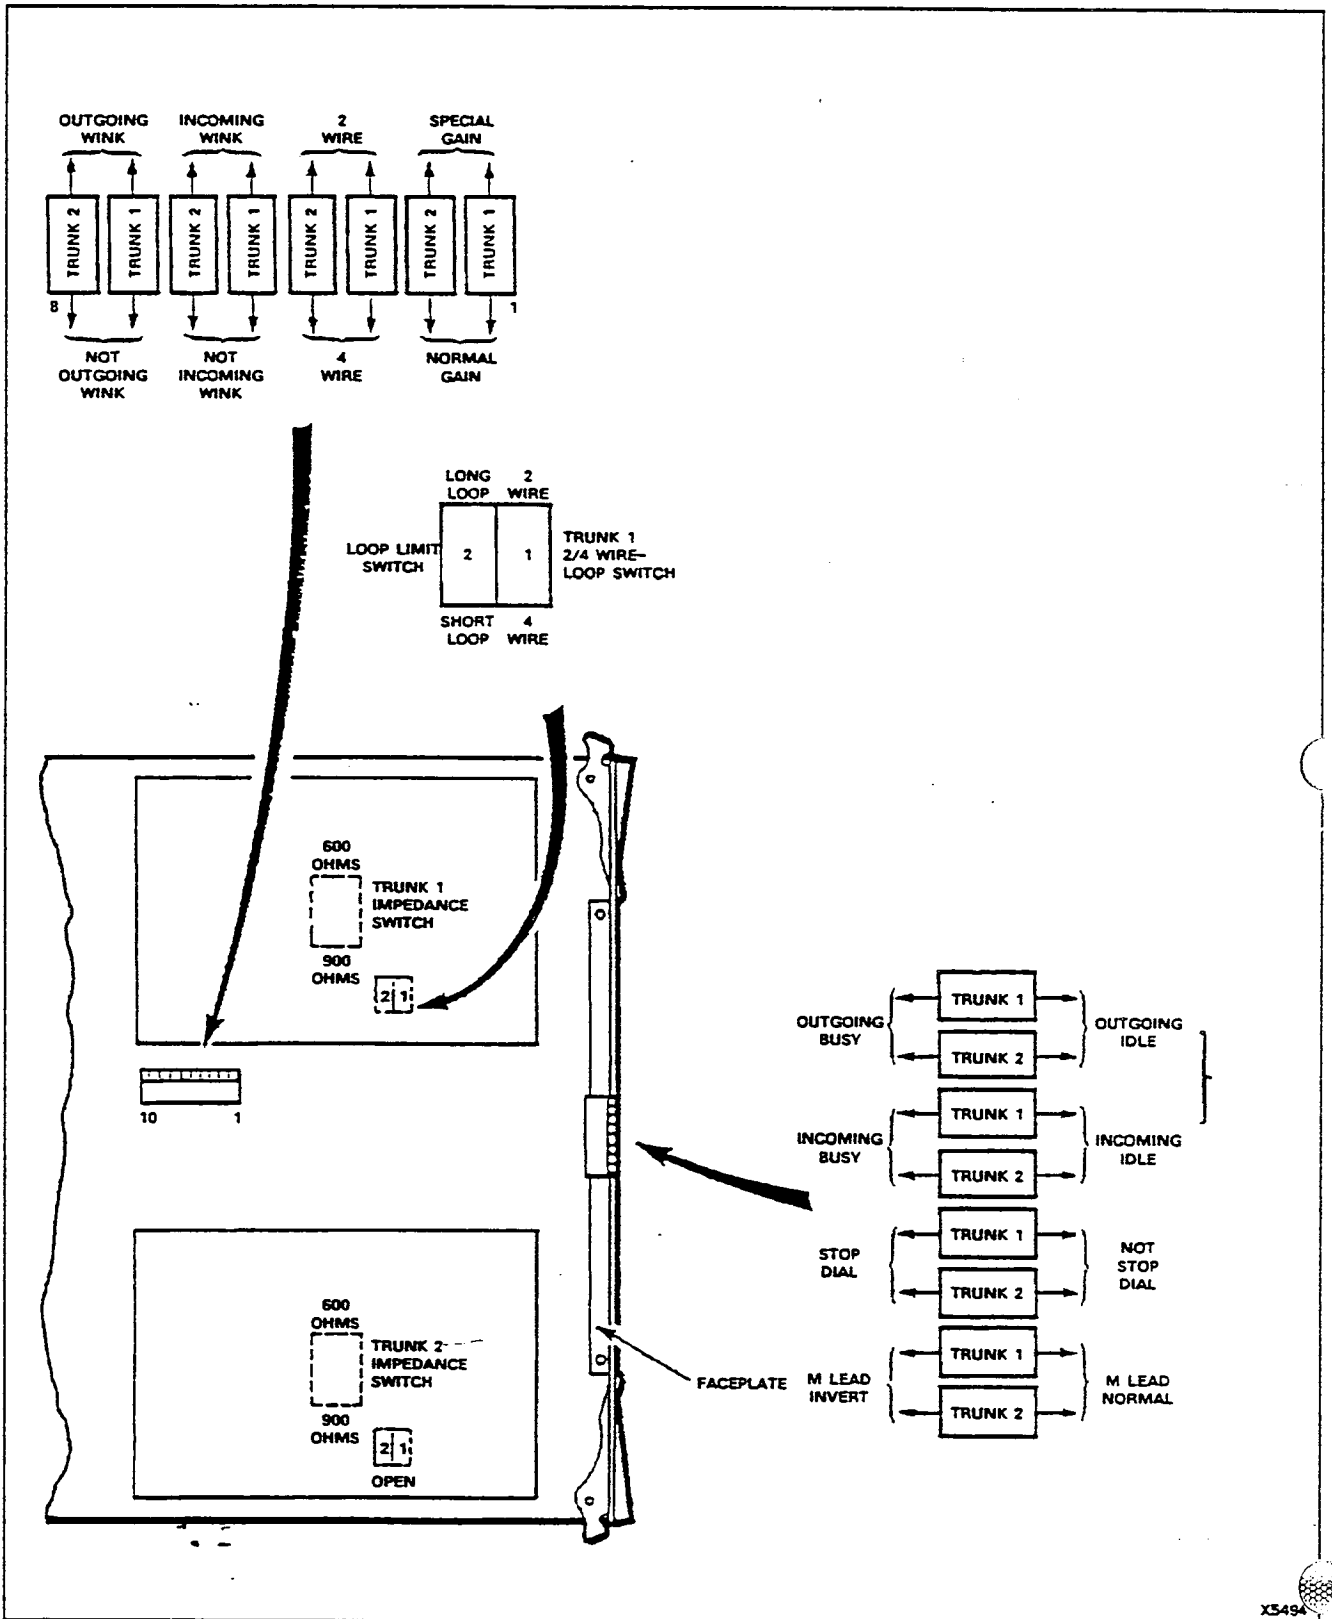 OUTGOING WINK
INCOMING WINK
2 WIRE
SPECIAL GAIN
TRUNK 2
TRUNK 1
TRUNK 2
TRUNK 1
TRUNK 2
TRUNK 1
TRUNK 2
TRUNK 1
8
1
NOT OUTGOING WINK
NOT INCOMING WINK
4 WIRE
NORMAL GAIN
LONG LOOP
2 WIRE
LOOP LIMIT SWITCH
2
1
TRUNK 1
2/4 WIRE-
LOOP SWITCH
SHORT LOOP
4 WIRE
600 OHMS
TRUNK 1
IMPEDANCE
SWITCH
900 OHMS
2 1
10
1
600 OHMS
TRUNK 2
IMPEDANCE
SWITCH
900 OHMS
2 1
OPEN
FACEPLATE
OUTGOING BUSY
TRUNK 1
TRUNK 2
OUTGOING IDLE
INCOMING BUSY
TRUNK 1
TRUNK 2
INCOMING IDLE
STOP DIAL
TRUNK 1
TRUNK 2
NOT STOP DIAL
M LEAD INVERT
TRUNK 1
TRUNK 2
M LEAD NORMAL
X5494